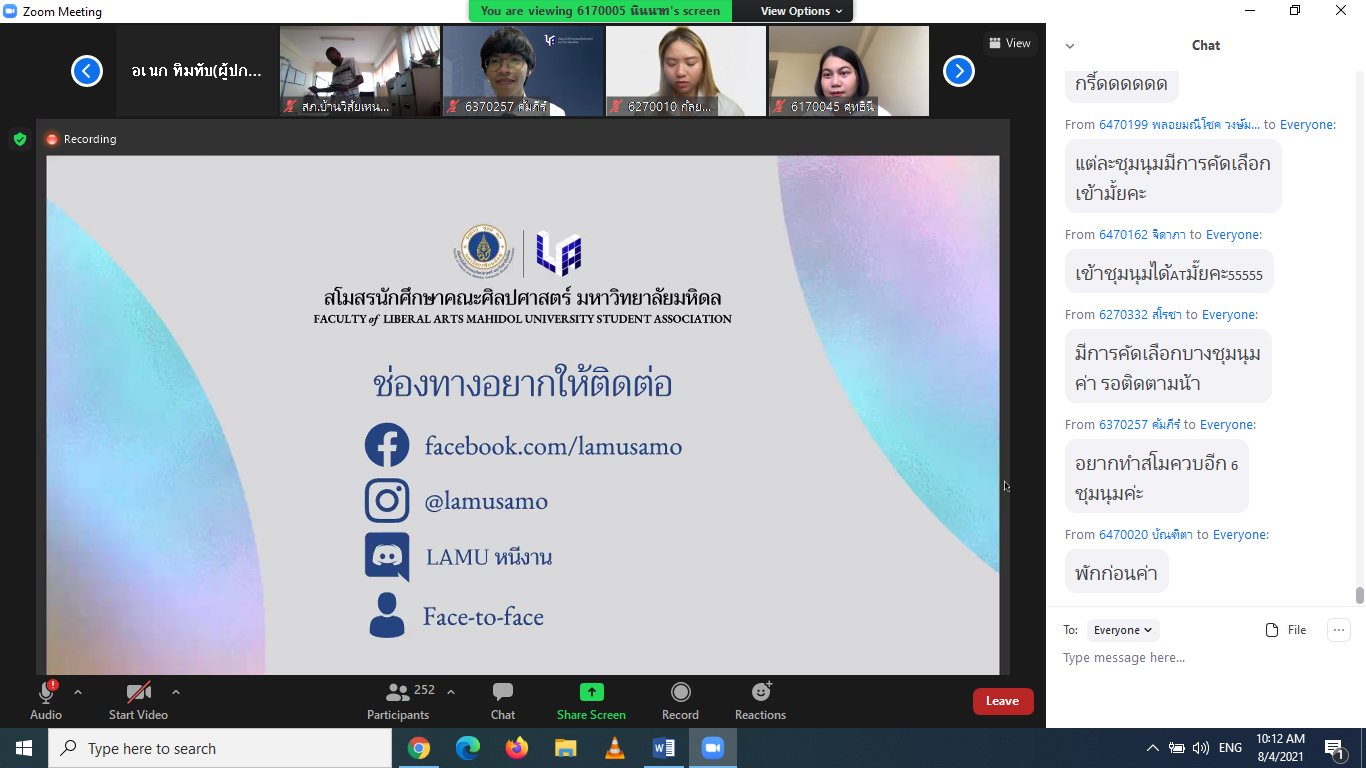 Zoom Meeting
You are viewing 6170005 นินนาท's screen
View Options
อเนก ทิมทับ(ผู้ปก...
สภ.บ้านวิสัยเหน...
6370257 คัมภีร์
6270010 กัลย...
6170045 ศุทธินี
View
Recording
สโมสรนักศึกษาคณะศิลปศาสตร์ มหาวิทยาลัยมหิดล
FACULTY of LIBERAL ARTS MAHIDOL UNIVERSITY STUDENT ASSOCIATION
ช่องทางอยากให้ติดต่อ
facebook.com/lamusamo
@lamusamo
LAMU หนีงาน
Face-to-face
Chat
กรี๊ดดดดดด
From 6470199 พลอยมณีโชค วงษ์ม... to Everyone:
แต่ละชุมนุมมีการคัดเลือก
เข้ามั้ยคะ
From 6470162 จิดาภา to Everyone:
เข้าชุมนุมได้ATมั๊ยคะ55555
From 6270332 สโรชา to Everyone:
มีการคัดเลือกบางชุมนุม
ค่า รอติดตามน้า
From 6370257 คัมภีร์ to Everyone:
อยากทำสโมควบอีก 6
ชุมนุมค่ะ
From 6470020 บัณฑิตา to Everyone:
พักก่อนค่า
To: Everyone
File
Type message here...
Audio
Start Video
252
Participants
Chat
Share Screen
Record
Reactions
Leave
Type here to search
ENG
10:12 AM
8/4/2021
1